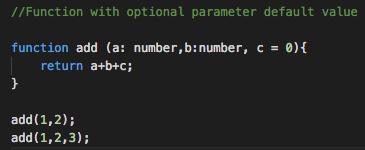 //Function with optional parameter default value
function add (a: number,b:number, c = 0){
return a+b+c;
}
add(1,2);
add(1,2,3);